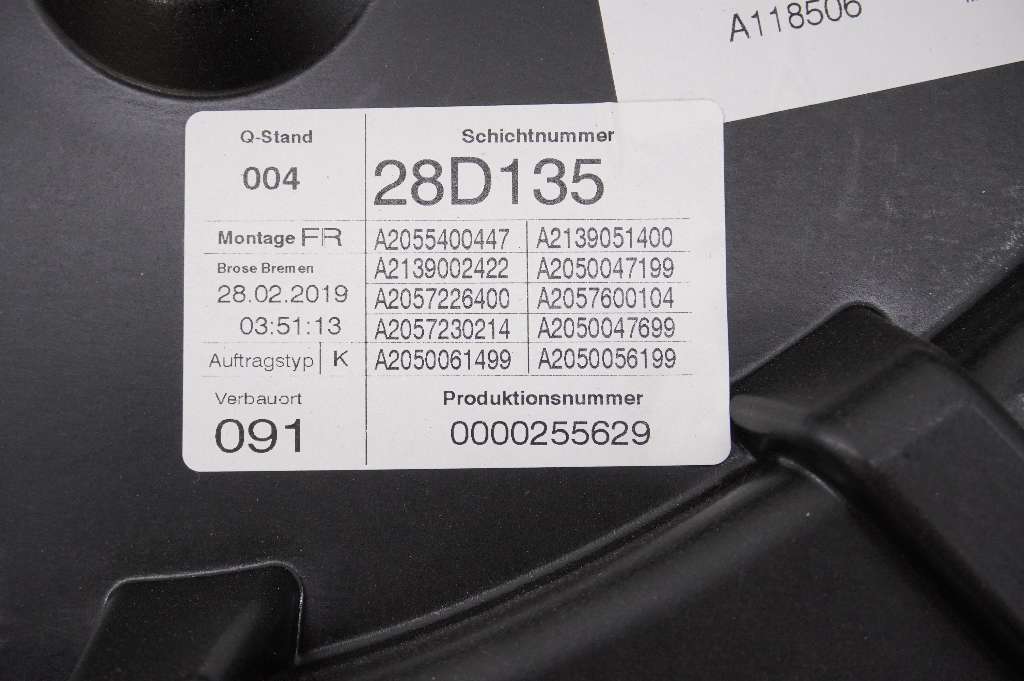 A118506
Q-Stand
004
Schichtnummer
28D135
Montage FR
Brose Bremen
28.02.2019
03:51:13
Auftragstyp K
A2055400447 A2139051400
A2139002422 A2050047199
A2057226400 A2057600104
A2057230214 A2050047699
A2050061499 A2050056199
Verbauort
091
Produktionsnummer
0000255629